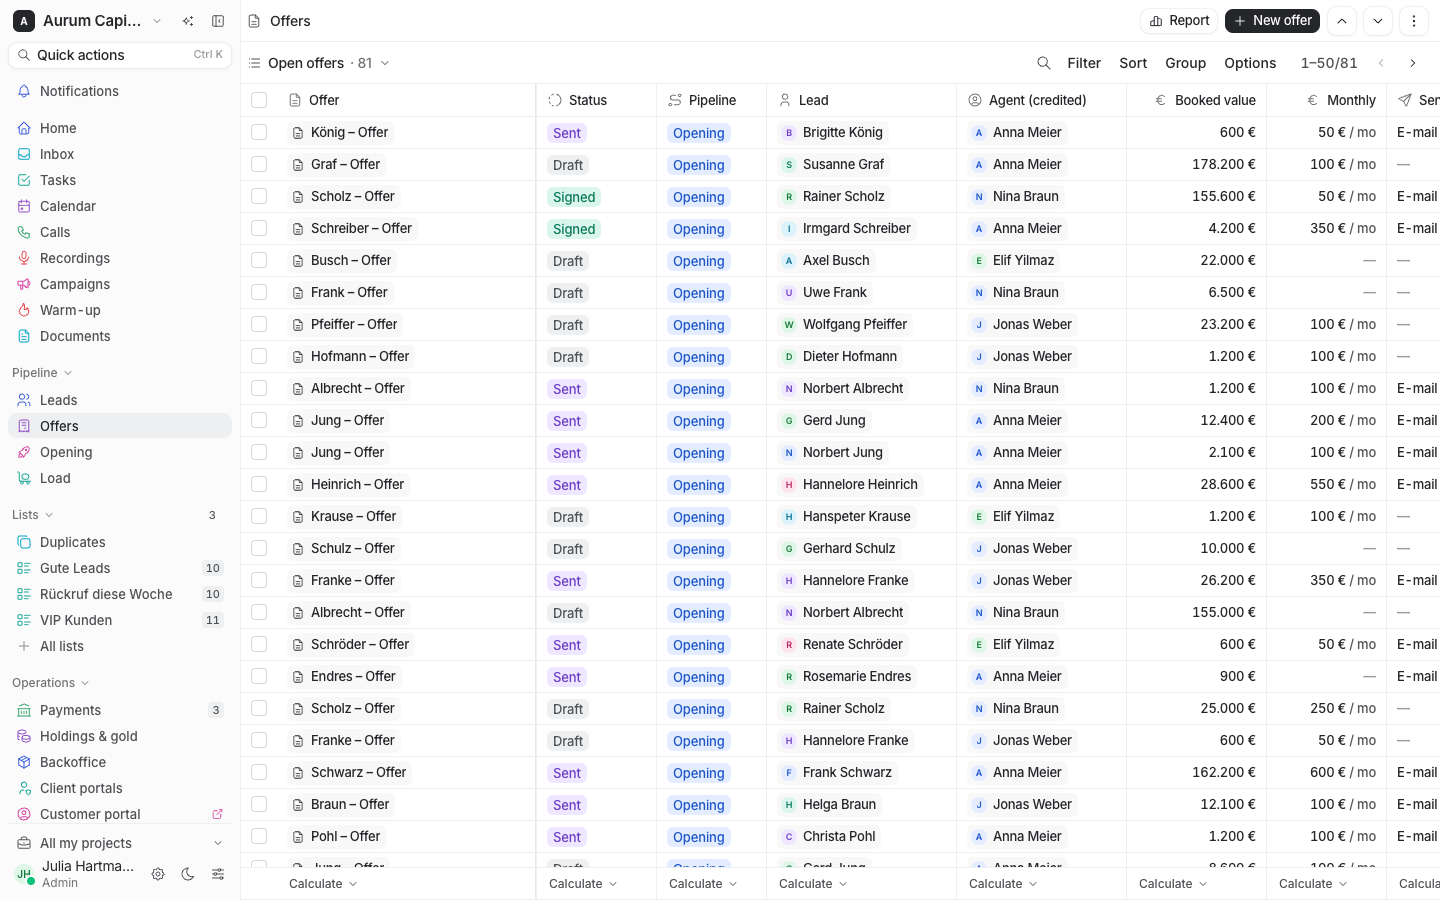 A Aurum Capi...
Quick actions Ctrl K
Notifications
Home
Inbox
Tasks
Calendar
Calls
Recordings
Campaigns
Warm-up
Documents
Pipeline
Leads
Offers
Opening
Load
Lists 3
Duplicates
Gute Leads 10
Rückruf diese Woche 10
VIP Kunden 11
All lists
Operations
Payments 3
Holdings & gold
Backoffice
Client portals
Customer portal
All my projects
JH Julia Hartma...
Admin
Offers Report New offer
Open offers · 81 Filter Sort Group Options 1–50/81
Offer Status Pipeline Lead Agent (credited) € Booked value € Monthly Sen
König – Offer Sent Opening B Brigitte König A Anna Meier 600 € 50 € / mo E-mail
Graf – Offer Draft Opening S Susanne Graf A Anna Meier 178.200 € 100 € / mo —
Scholz – Offer Signed Opening R Rainer Scholz N Nina Braun 155.600 € 50 € / mo E-mail
Schreiber – Offer Signed Opening I Irmgard Schreiber A Anna Meier 4.200 € 350 € / mo E-mail
Busch – Offer Draft Opening A Axel Busch E Elif Yilmaz 22.000 € — —
Frank – Offer Draft Opening U Uwe Frank N Nina Braun 6.500 € — —
Pfeiffer – Offer Draft Opening W Wolfgang Pfeiffer J Jonas Weber 23.200 € 100 € / mo —
Hofmann – Offer Draft Opening D Dieter Hofmann J Jonas Weber 1.200 € 100 € / mo —
Albrecht – Offer Sent Opening N Norbert Albrecht N Nina Braun 1.200 € 100 € / mo E-mail
Jung – Offer Sent Opening G Gerd Jung A Anna Meier 12.400 € 200 € / mo E-mail
Jung – Offer Sent Opening N Norbert Jung A Anna Meier 2.100 € 100 € / mo E-mail
Heinrich – Offer Sent Opening H Hannelore Heinrich A Anna Meier 28.600 € 550 € / mo E-mail
Krause – Offer Draft Opening H Hanspeter Krause E Elif Yilmaz 1.200 € 100 € / mo —
Schulz – Offer Draft Opening G Gerhard Schulz J Jonas Weber 10.000 € — —
Franke – Offer Sent Opening H Hannelore Franke J Jonas Weber 26.200 € 350 € / mo E-mail
Albrecht – Offer Draft Opening N Norbert Albrecht N Nina Braun 155.000 € — —
Schröder – Offer Sent Opening R Renate Schröder E Elif Yilmaz 600 € 50 € / mo E-mail
Endres – Offer Sent Opening R Rosemarie Endres A Anna Meier 900 € — E-mail
Scholz – Offer Draft Opening R Rainer Scholz N Nina Braun 25.000 € 250 € / mo —
Franke – Offer Draft Opening H Hannelore Franke J Jonas Weber 600 € 50 € / mo —
Schwarz – Offer Sent Opening F Frank Schwarz A Anna Meier 162.200 € 600 € / mo E-mail
Braun – Offer Sent Opening H Helga Braun J Jonas Weber 12.100 € 100 € / mo E-mail
Pohl – Offer Sent Opening C Christa Pohl A Anna Meier 1.200 € 100 € / mo E-mail
Jung – Offer Draft Opening Gerd Jung Anna Meier 8.600 € 100 € / mo
Calculate Calculate Calculate Calculate Calculate Calculate Calculate Calcula